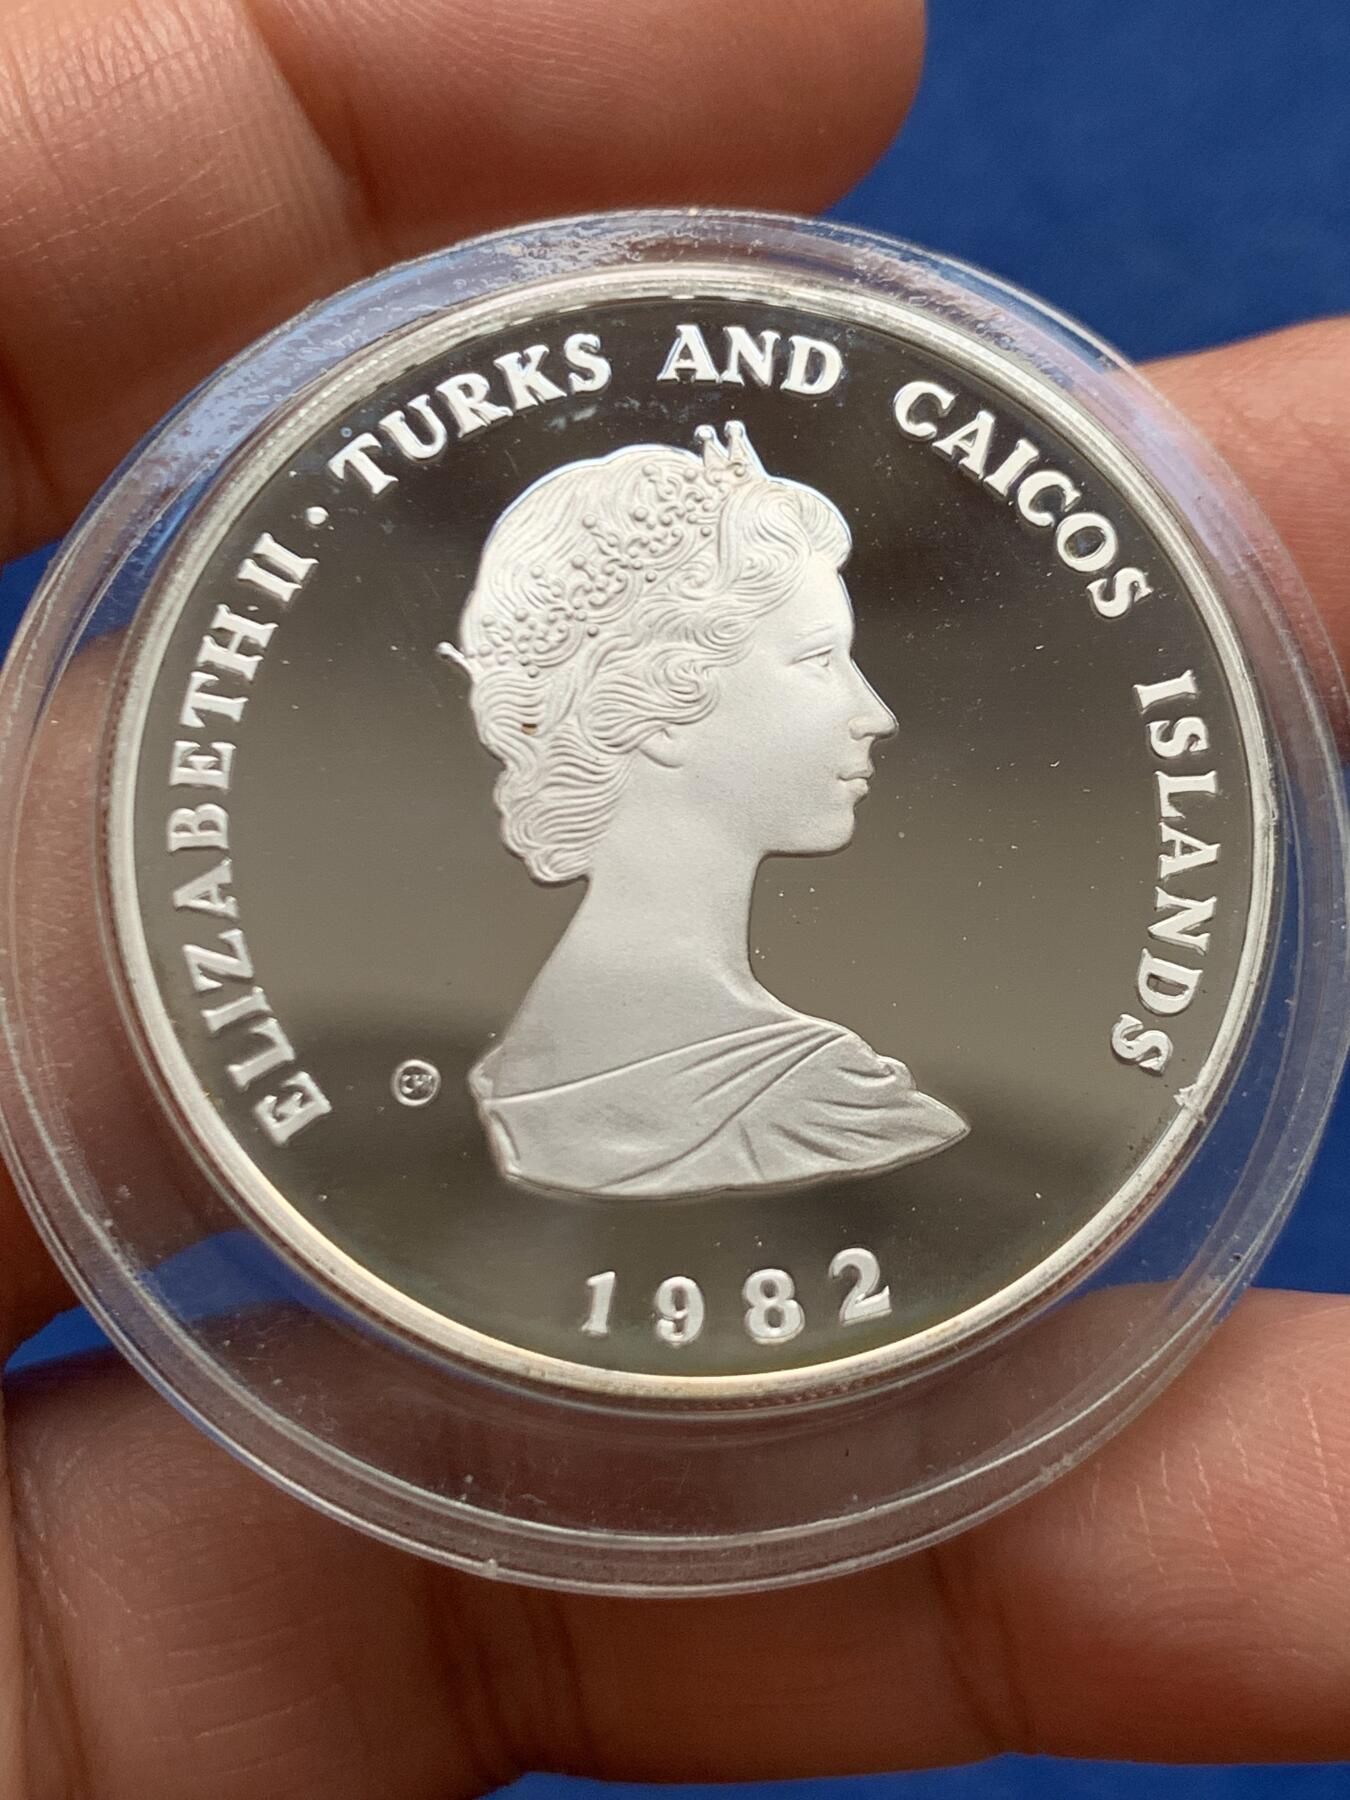 ELIZABETH·II · TURKS AND CAICOS ISLANDS
1982